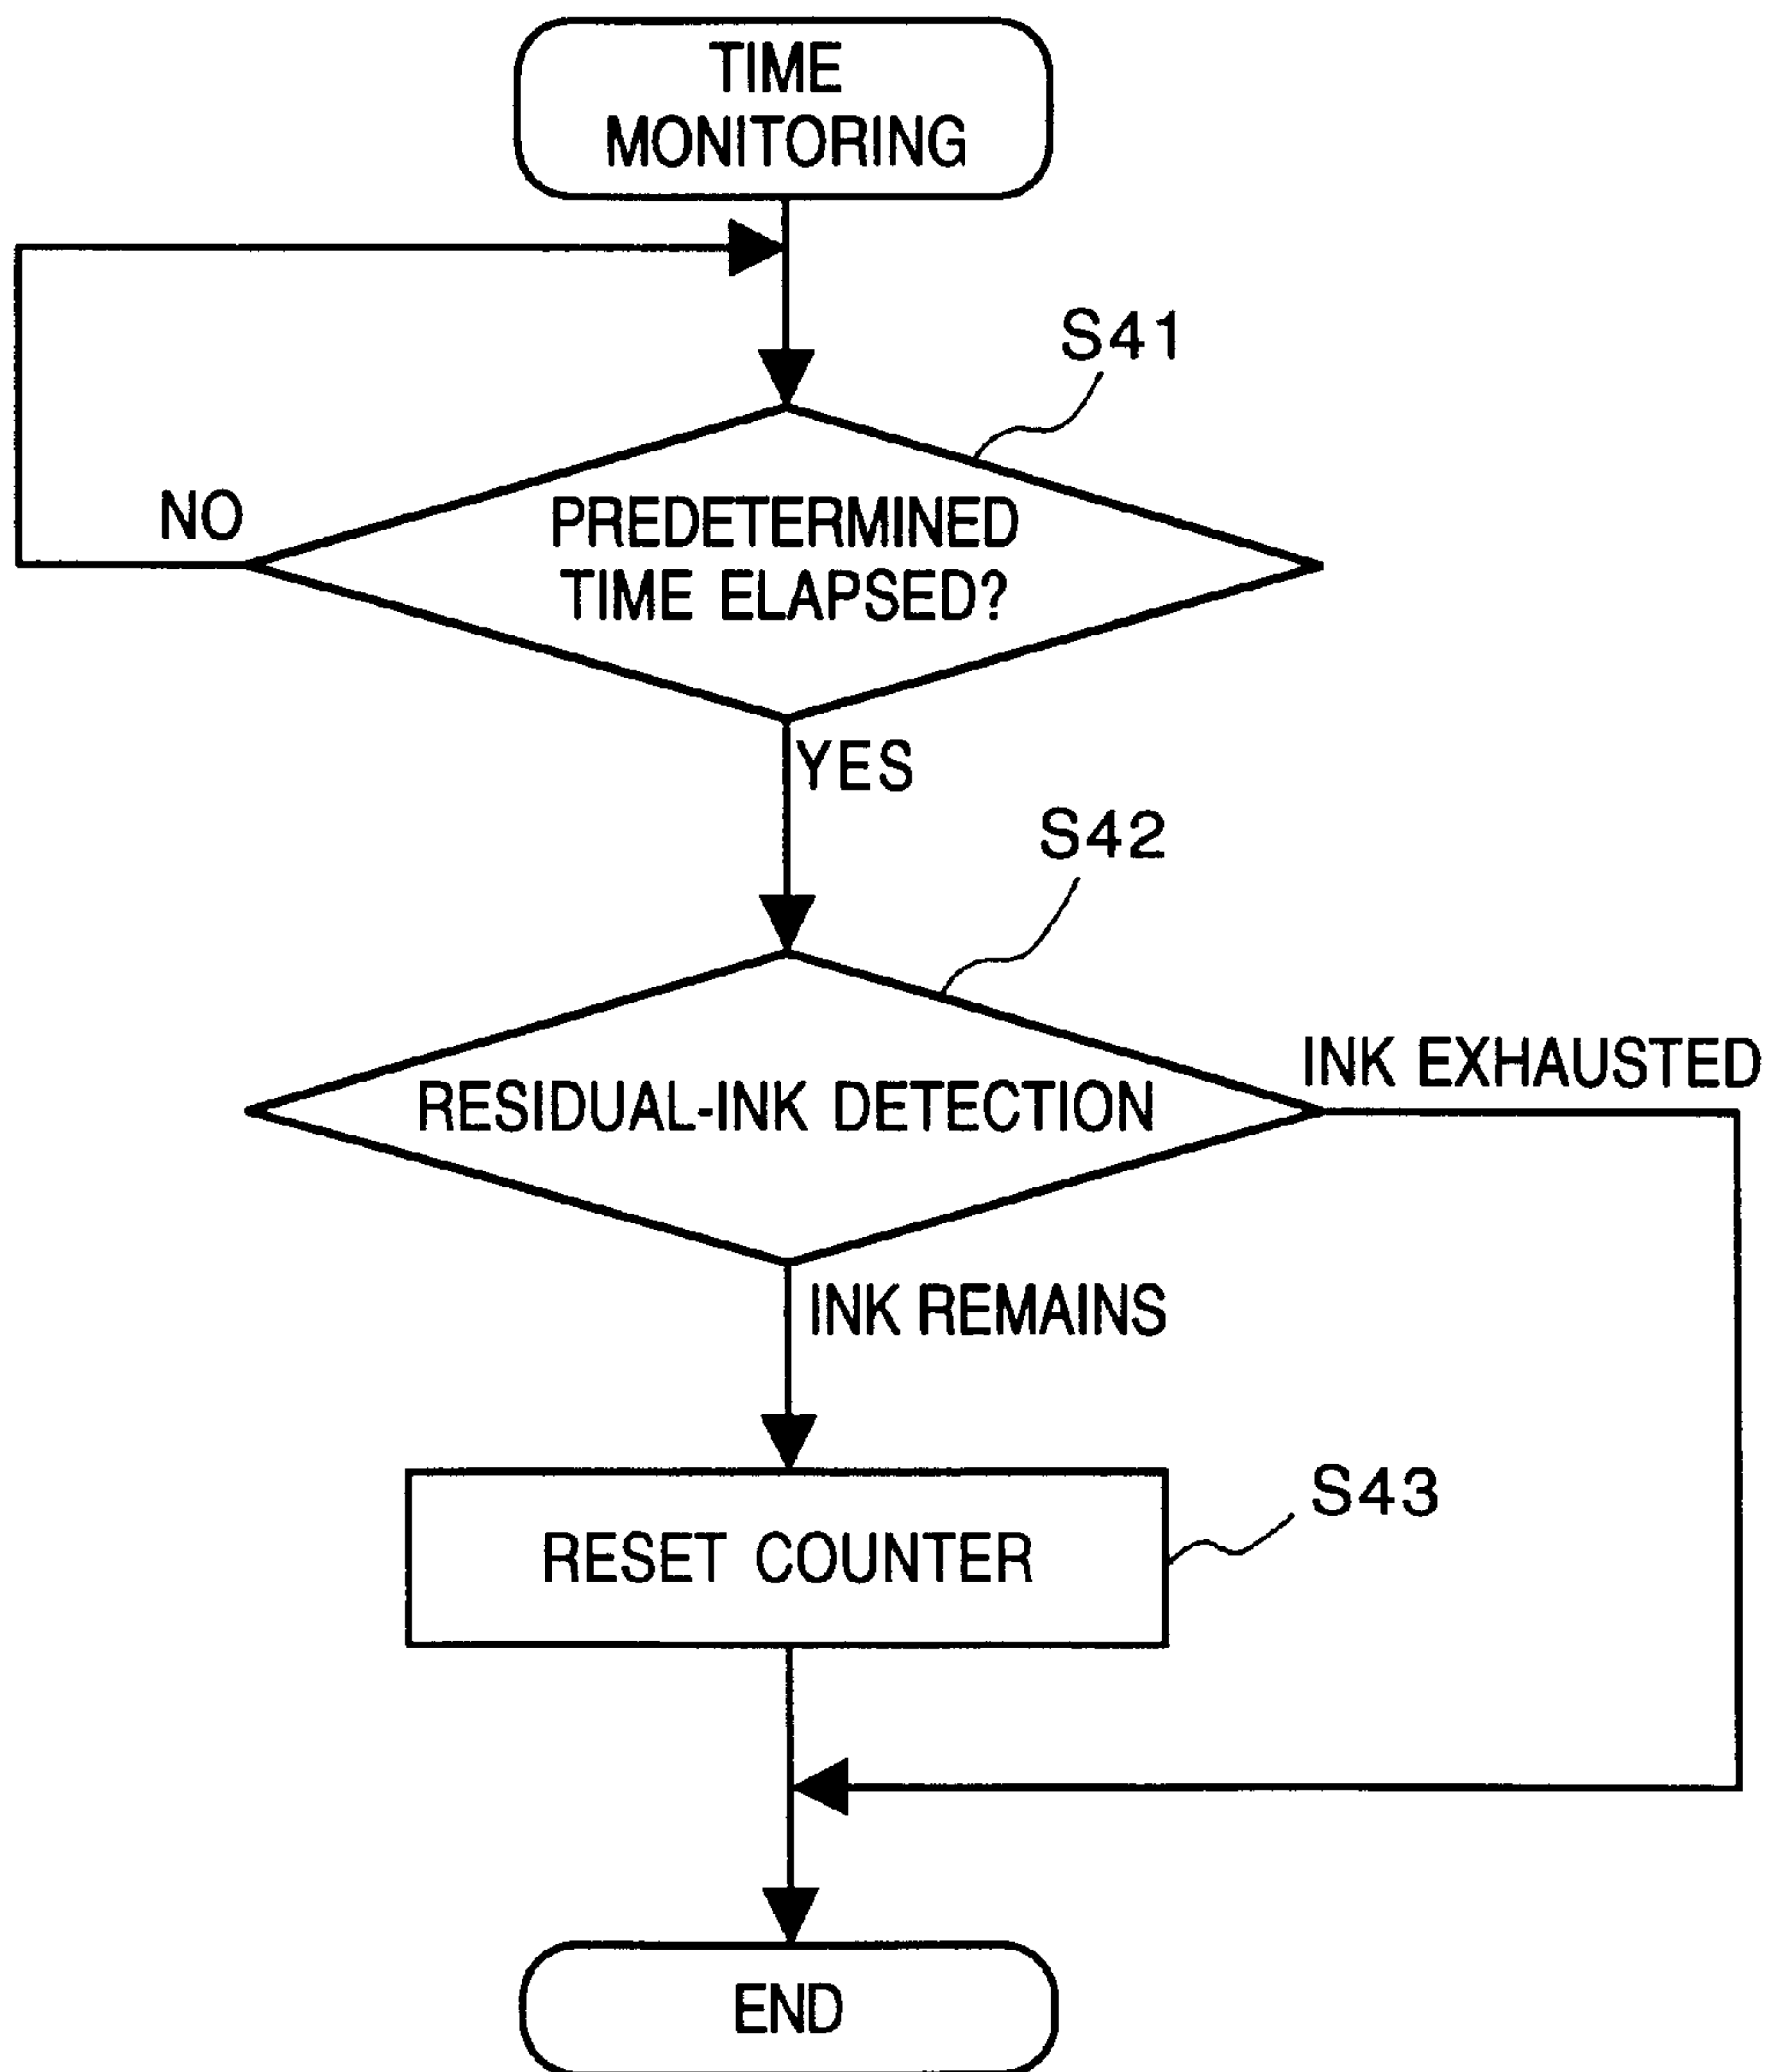 TIME
MONITORING
S41
NO
PREDETERMINED
TIME ELAPSED?
YES
S42
INK EXHAUSTED
RESIDUAL-INK DETECTION
INK REMAINS
S43
RESET COUNTER
END